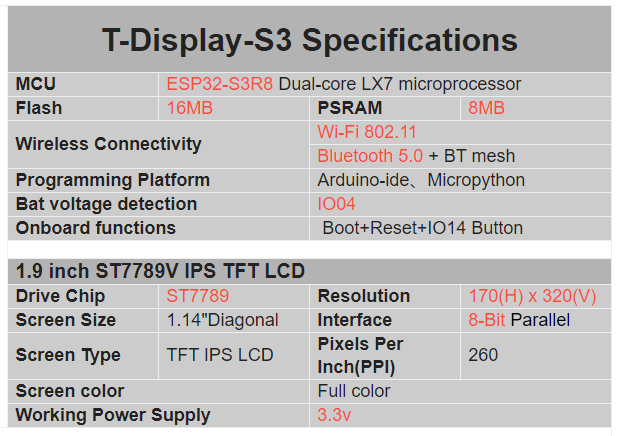 T-Display-S3 Specifications
MCU ESP32-S3R8 Dual-core LX7 microprocessor
Flash 16MB PSRAM 8MB
Wireless Connectivity Wi-Fi 802.11
Bluetooth 5.0 + BT mesh
Programming Platform Arduino-ide、Micropython
Bat voltage detection IO04
Onboard functions Boot+Reset+IO14 Button
1.9 inch ST7789V IPS TFT LCD
Drive Chip ST7789 Resolution 170(H) x 320(V)
Screen Size 1.14"Diagonal Interface 8-Bit Parallel
Screen Type TFT IPS LCD Pixels Per
Inch(PPI) 260
Screen color Full color
Working Power Supply 3.3v